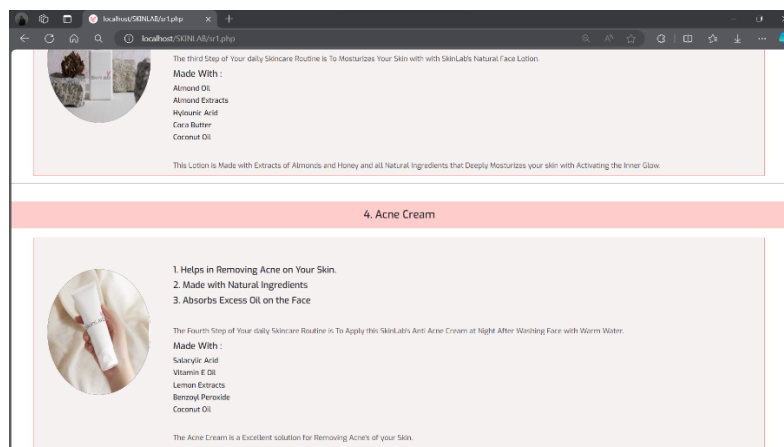 localhost/SKINLAB/sr1.php
localhost/SKINLAB/sr1.php
The third Step of Your daily Skincare Routine is To Mosturizes Your Skin with with SkinLab's Natural Face Lotion.
Made With :
Almond Oil
Almond Extracts
Hylounic Acid
Coca Butter
Coconut Oil
This Lotion is Made with Extracts of Almonds and Honey and all Natural Ingredients that Deeply Mosturizes your skin with Activating the Inner Glow.
4. Acne Cream
1. Helps in Removing Acne on Your Skin.
2. Made with Natural Ingredients
3. Absorbs Excess Oil on the Face
The Fourth Step of Your daily Skincare Routine is To Apply this SkinLab's Anti Acne Cream at Night After Washing Face with Warm Water.
Made With :
Salacylic Acid
Vitamin E Oil
Lemon Extracts
Benzoyl Peroxide
Coconut Oil
The Acne Cream is a Excellent solution for Removing Acne's of your Skin.